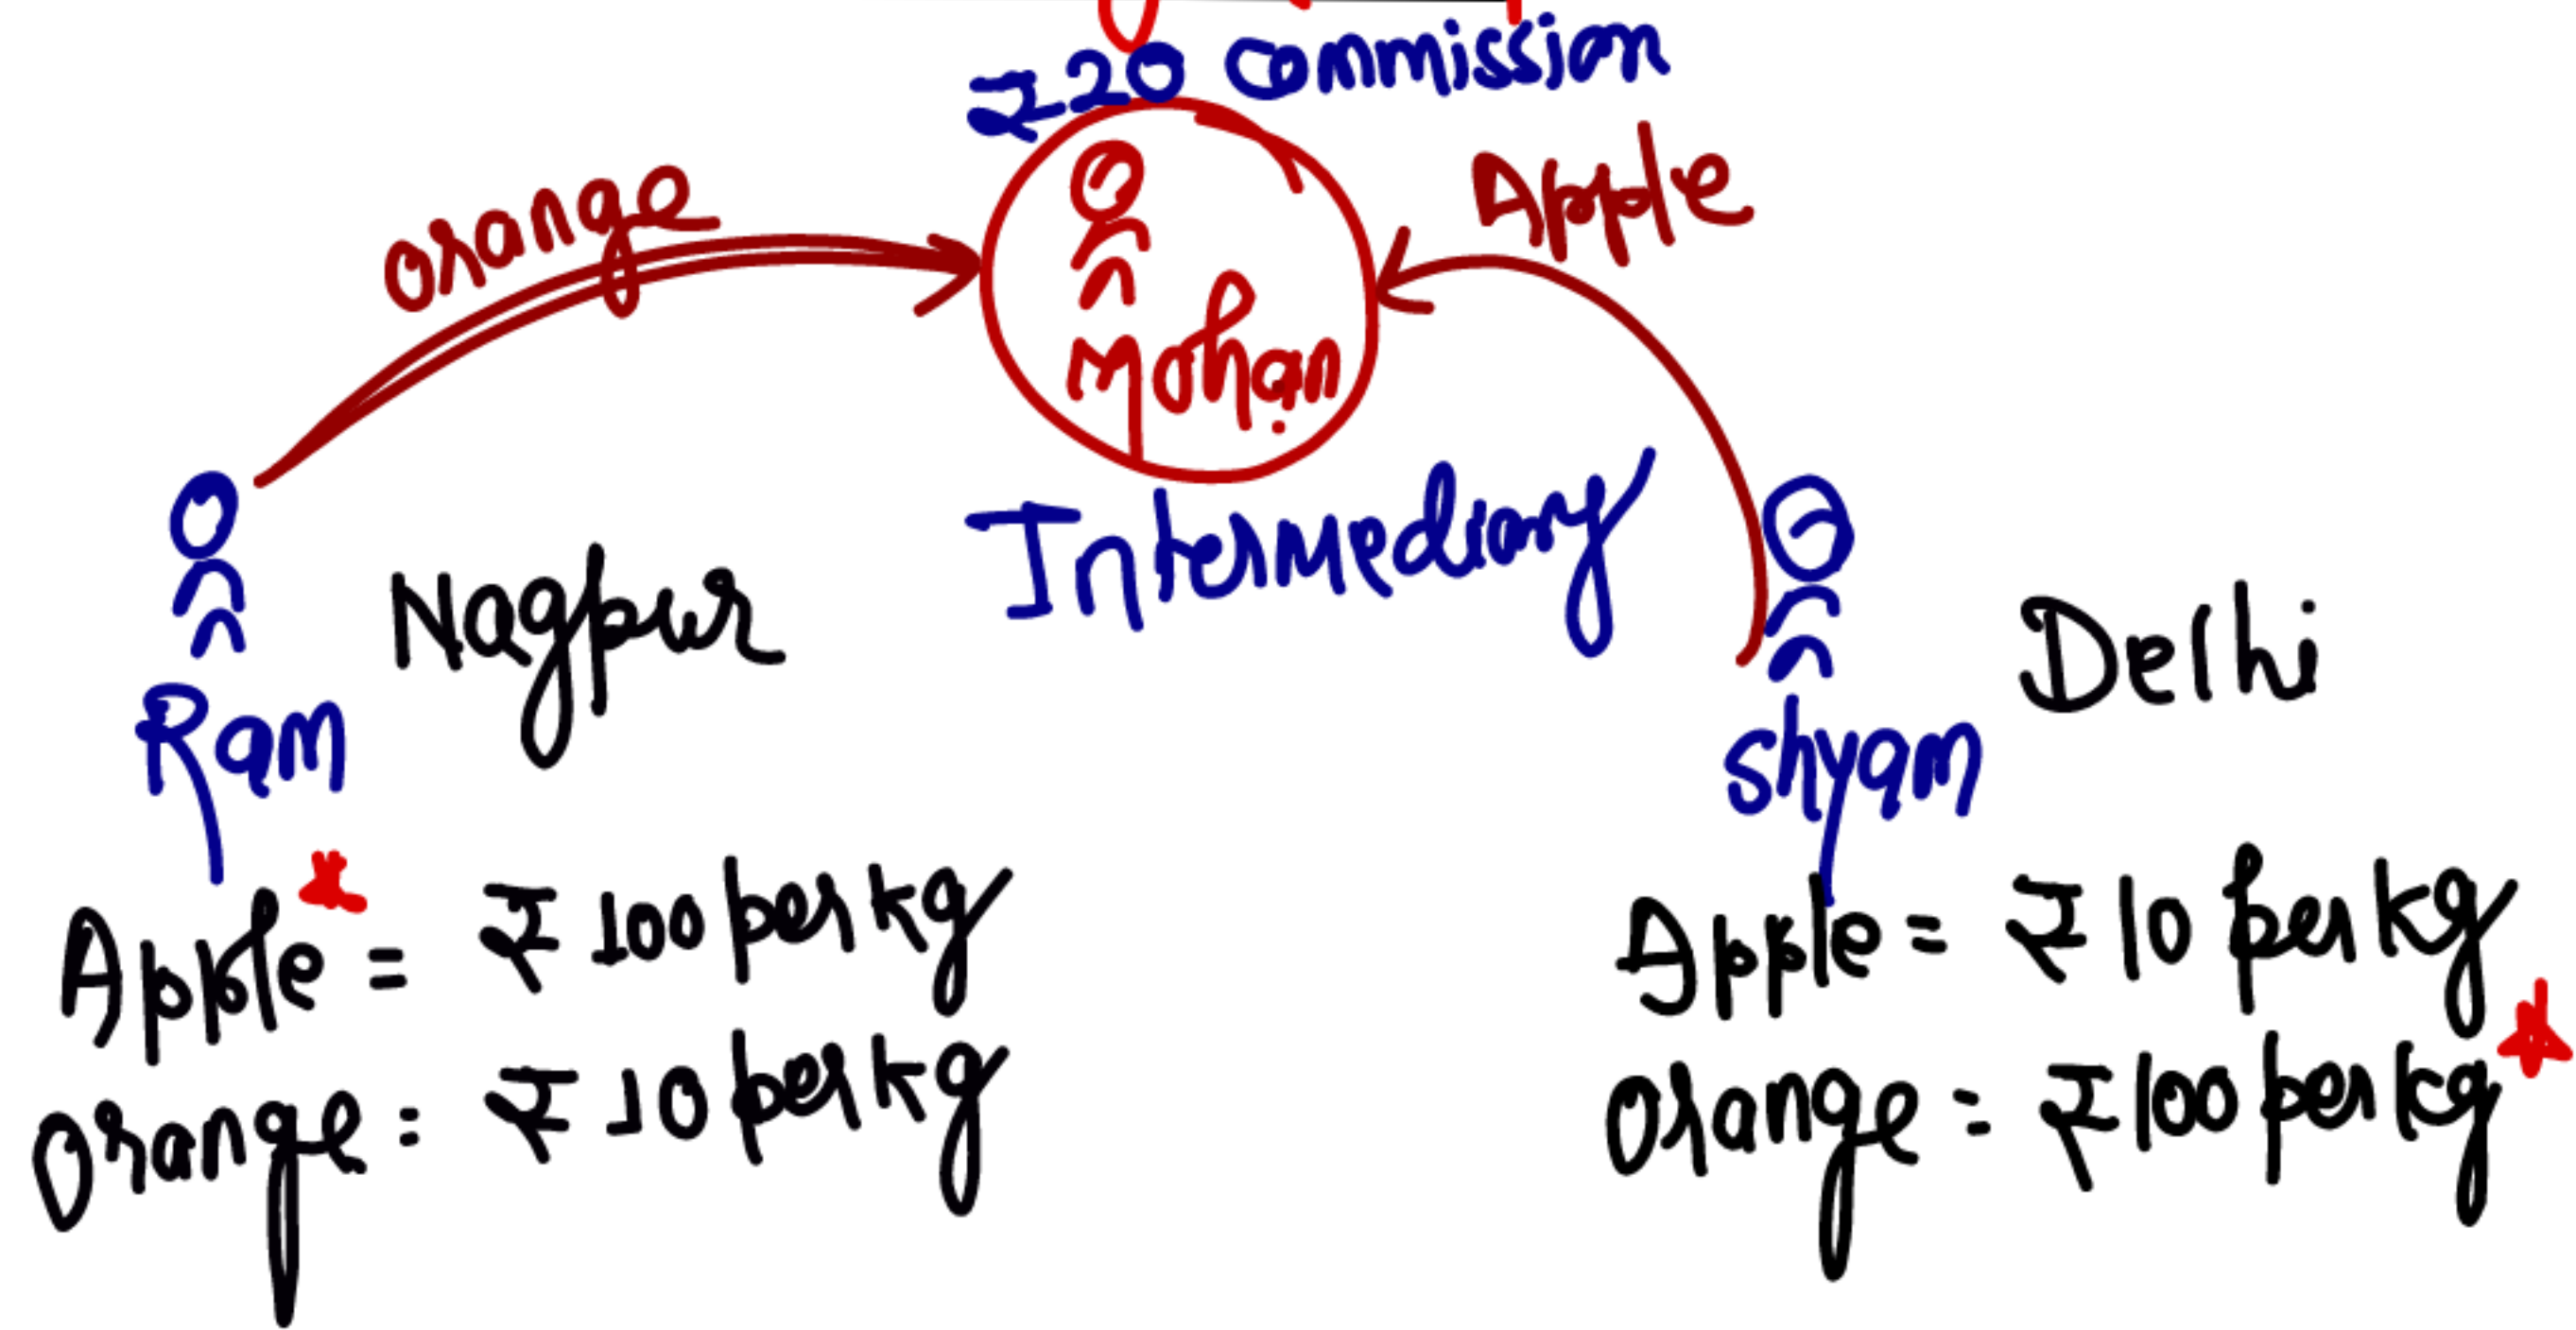 ₹20 commission
orange
Apple
Mohan
Intermediary
Nagpur
Delhi
Ram
shyam
Apple* = ₹100 per kg
Orange = ₹10 per kg
Apple = ₹10 per kg
Orange = ₹100 per kg*